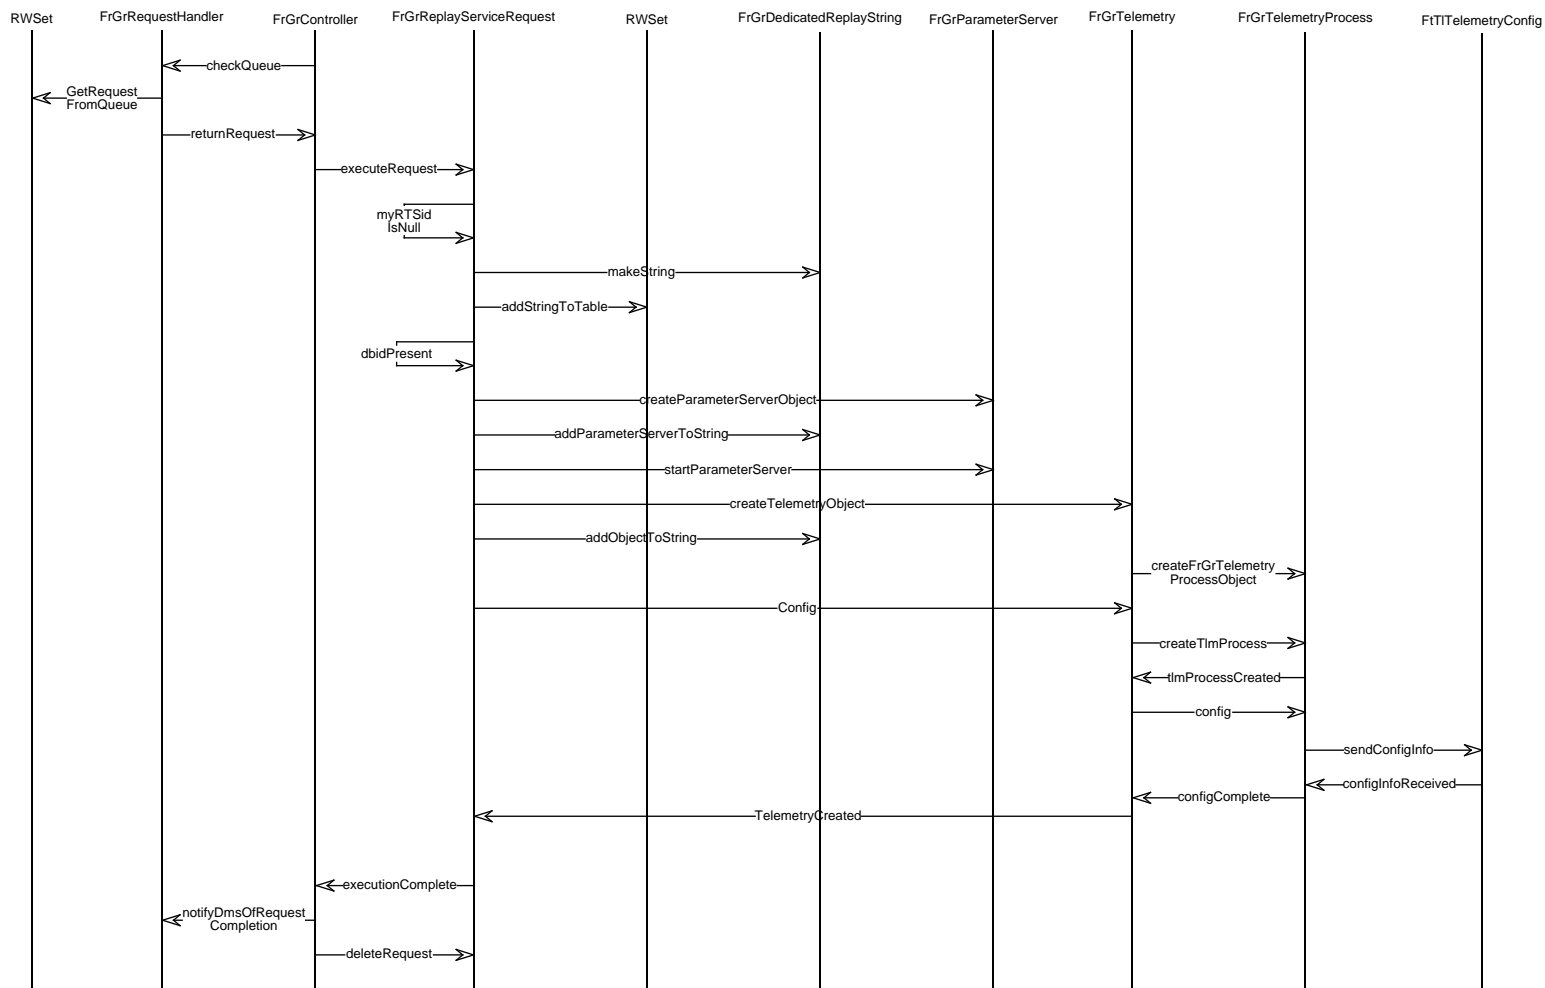 RWSet
FrGrRequestHandler
FrGrController
FrGrReplayServiceRequest
RWSet
FrGrDedicatedReplayString
FrGrParameterServer
FrGrTelemetry
FrGrTelemetryProcess
FtTlTelemetryConfig
checkQueue
GetRequest
FromQueue
returnRequest
executeRequest
myRTSid
IsNull
makeString
addStringToTable
dbidPresent
createParameterServerObject
addParameterServerToString
startParameterServer
createTelemetryObject
addObjectToString
createFrGrTelemetry
ProcessObject
Config
createTlmProcess
tlmProcessCreated
config
sendConfigInfo
configInfoReceived
configComplete
TelemetryCreated
executionComplete
notifyDmsOfRequest
Completion
deleteRequest